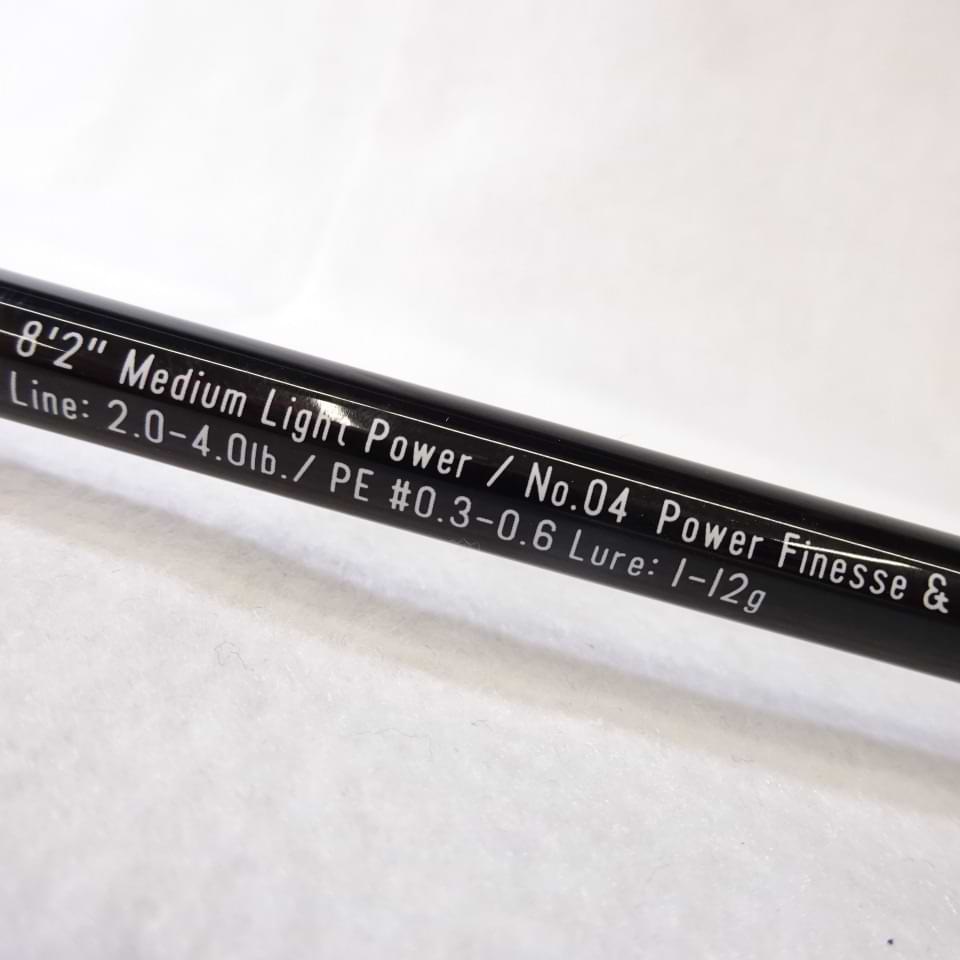 8'2" Medium Light Power / No.04 Power Finesse &
Line: 2.0-4.0lb./ PE #0.3-0.6 Lure: 1-12g